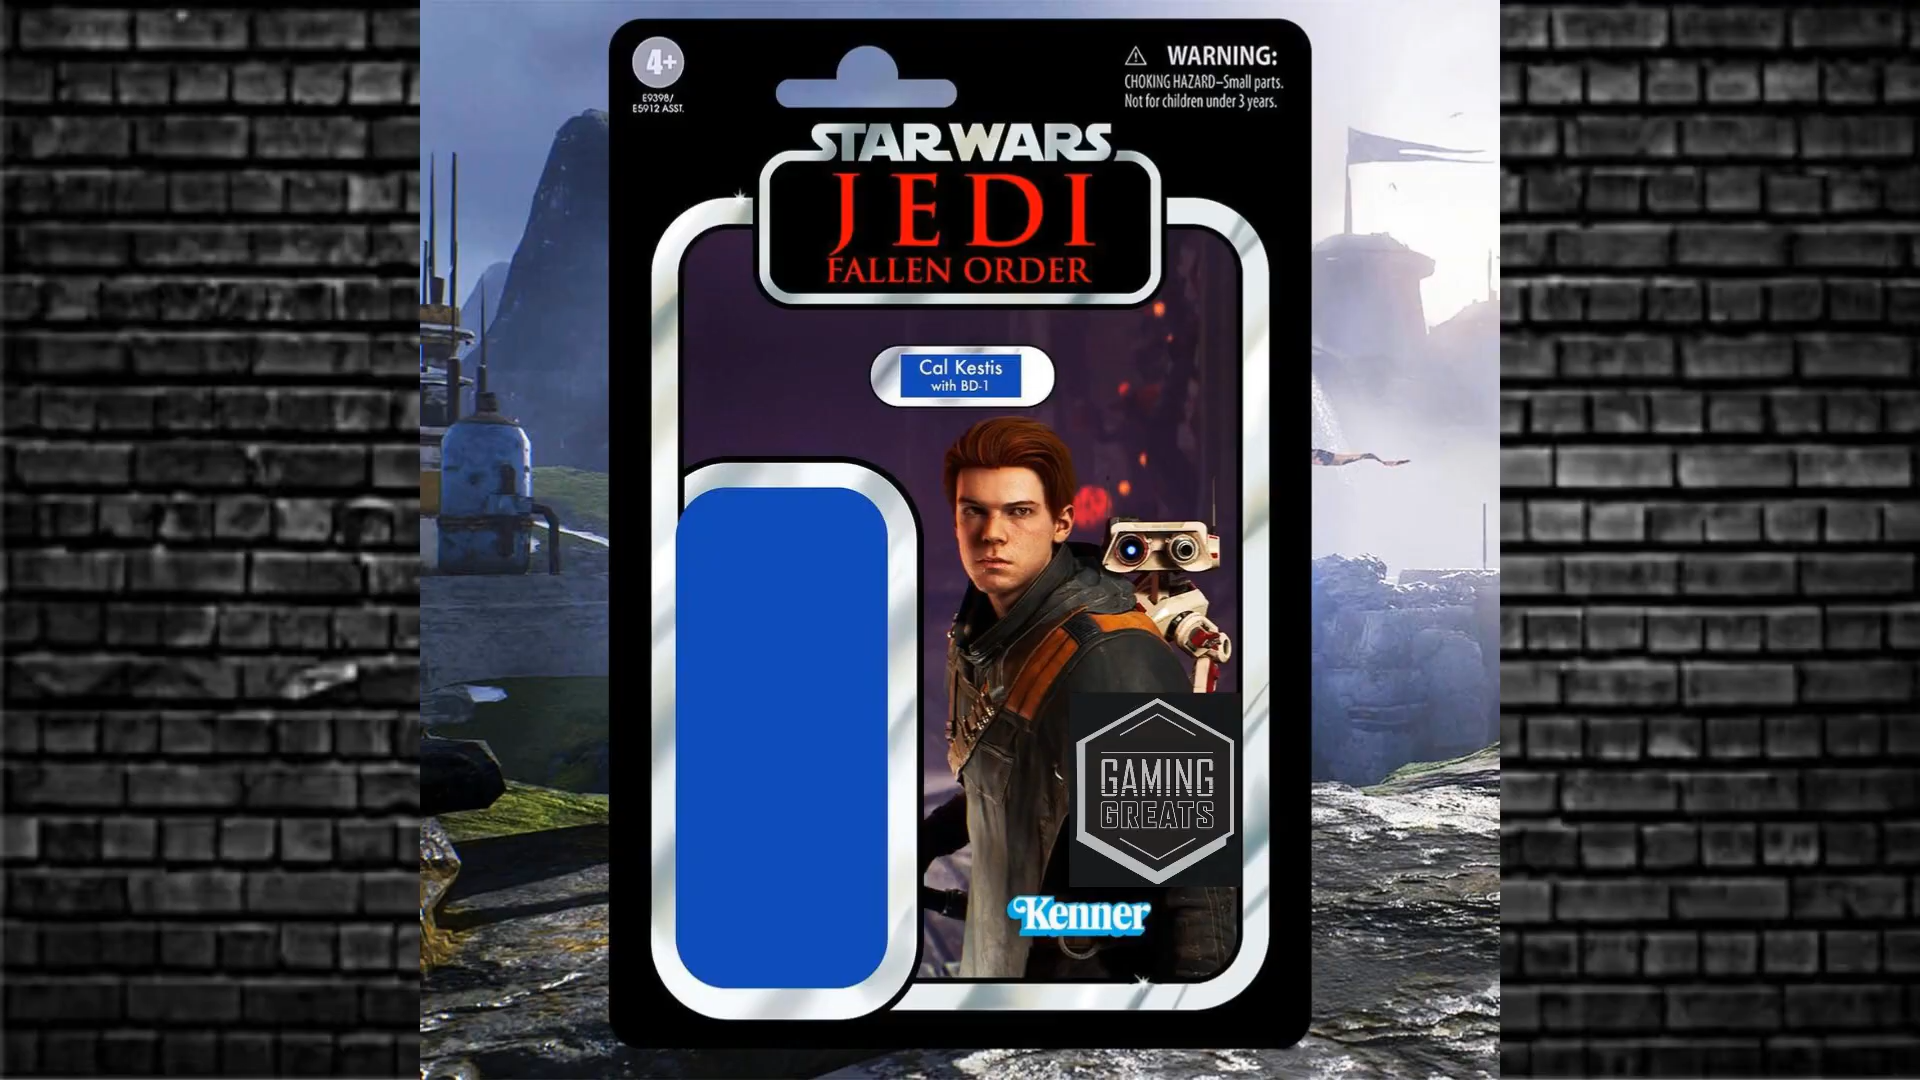 4+
E9398/
E5912 ASST.
WARNING:
CHOKING HAZARD–Small parts.
Not for children under 3 years.
STAR WARS
JEDI
FALLEN ORDER
Cal Kestis
with BD-1
GAMING
GREATS
Kenner